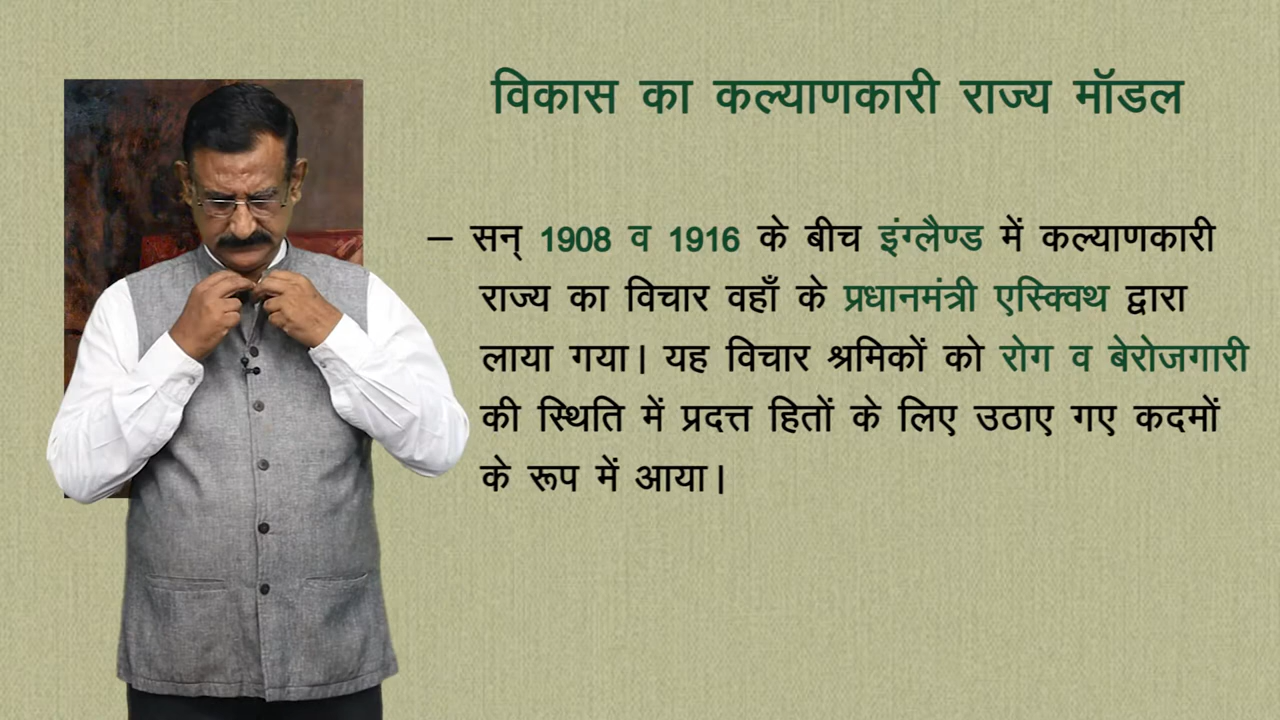 विकास का कल्याणकारी राज्य मॉडल
– सन् 1908 व 1916 के बीच इंग्लैण्ड में कल्याणकारी
राज्य का विचार वहाँ के प्रधानमंत्री एस्क्विथ द्वारा
लाया गया। यह विचार श्रमिकों को रोग व बेरोजगारी
की स्थिति में प्रदत्त हितों के लिए उठाए गए कदमों
के रूप में आया।